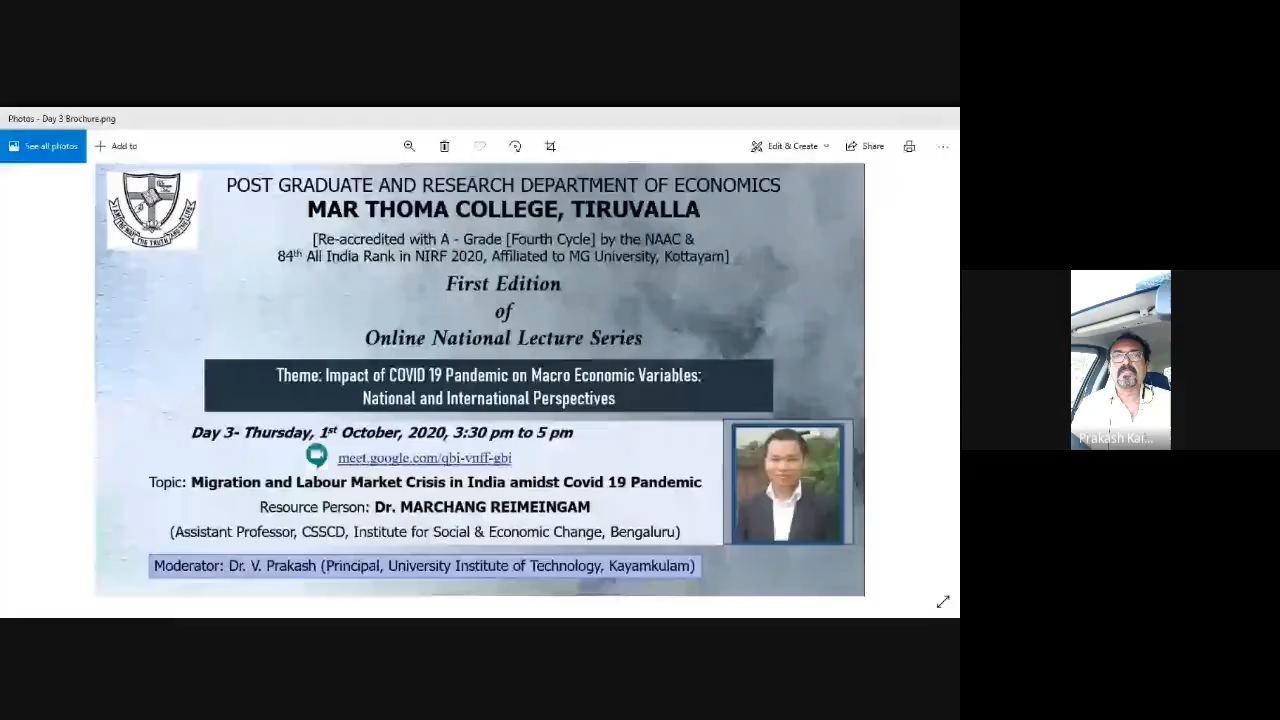 Photos - Day 3 Brochure.png
See all photos
Add to
Edit & Create
Share
POST GRADUATE AND RESEARCH DEPARTMENT OF ECONOMICS
MAR THOMA COLLEGE, TIRUVALLA
[Re-accredited with A - Grade [Fourth Cycle] by the NAAC &
84th All India Rank in NIRF 2020, Affiliated to MG University, Kottayam]
First Edition
of
Online National Lecture Series
Theme: Impact of COVID 19 Pandemic on Macro Economic Variables:
National and International Perspectives
Day 3- Thursday, 1st October, 2020, 3:30 pm to 5 pm
meet.google.com/qbi-vnff-gbi
Topic: Migration and Labour Market Crisis in India amidst Covid 19 Pandemic
Resource Person: Dr. MARCHANG REIMEINGAM
(Assistant Professor, CSSCD, Institute for Social & Economic Change, Bengaluru)
Moderator: Dr. V. Prakash (Principal, University Institute of Technology, Kayamkulam)
Prakash Kai...